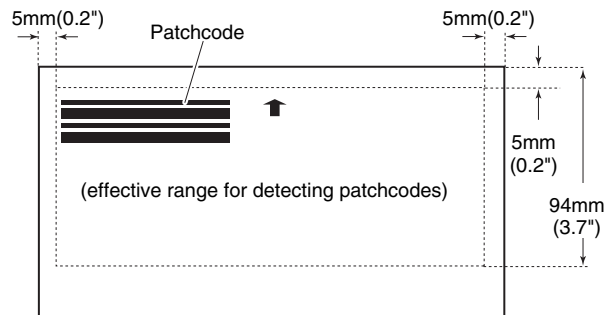 5mm(0.2")
Patchcode
5mm(0.2")
5mm
(0.2")
(effective range for detecting patchcodes)
94mm
(3.7")